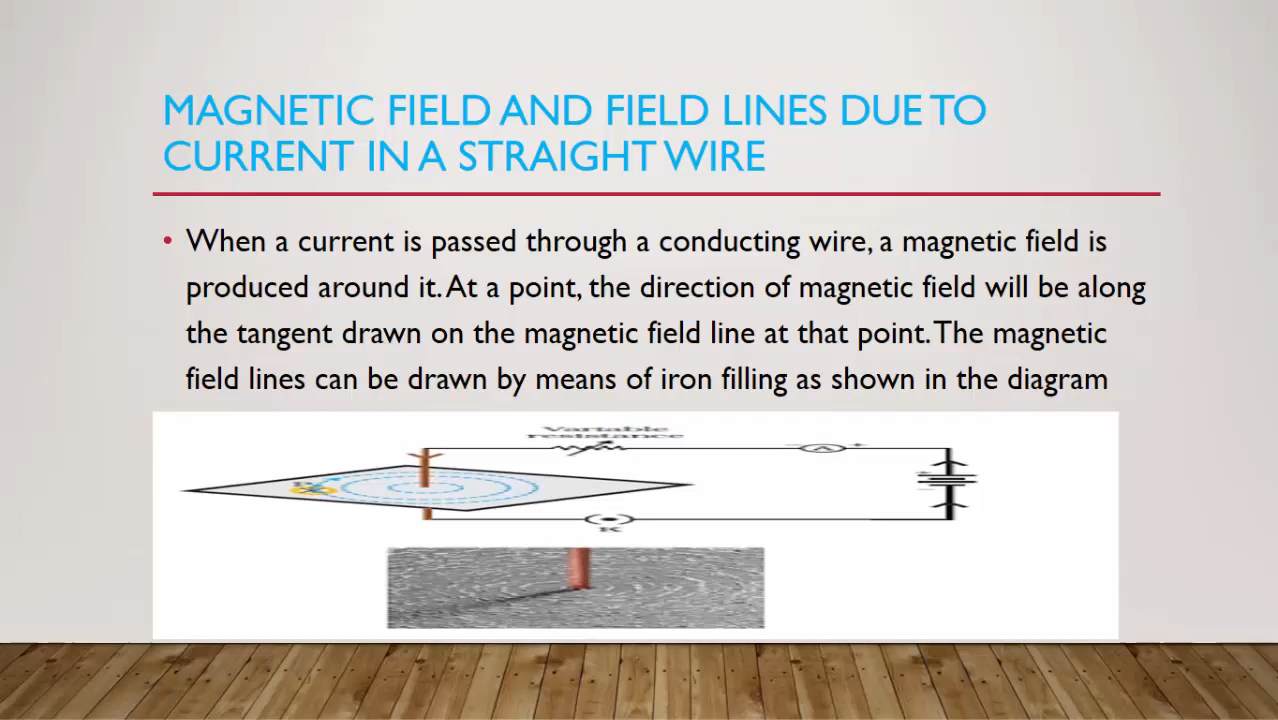 MAGNETIC FIELD AND FIELD LINES DUE TO
CURRENT IN A STRAIGHT WIRE
• When a current is passed through a conducting wire, a magnetic field is
produced around it. At a point, the direction of magnetic field will be along
the tangent drawn on the magnetic field line at that point. The magnetic
field lines can be drawn by means of iron filling as shown in the diagram
Variable
resistance
− A +
+
−
K